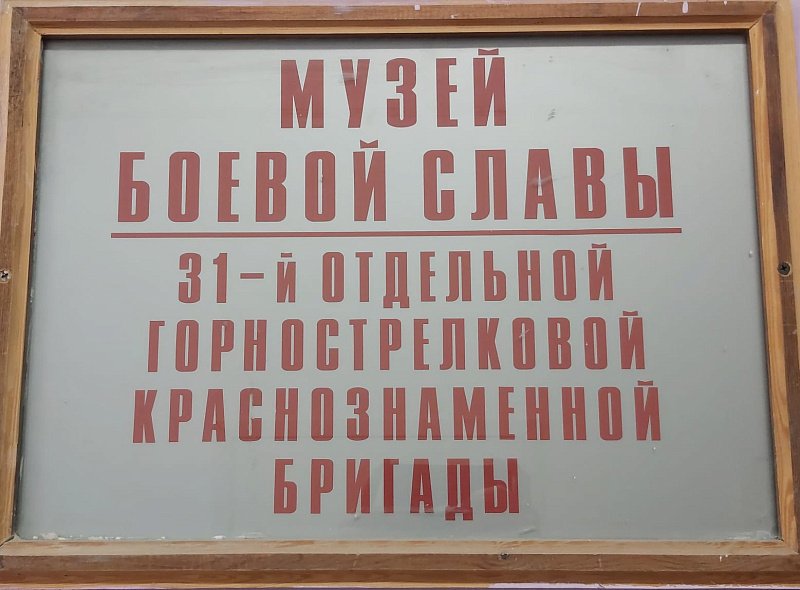 МУЗЕЙ
БОЕВОЙ СЛАВЫ
31-й ОТДЕЛЬНОЙ
ГОРНОСТРЕЛКОВОЙ
КРАСНОЗНАМЕННОЙ
БРИГАДЫ